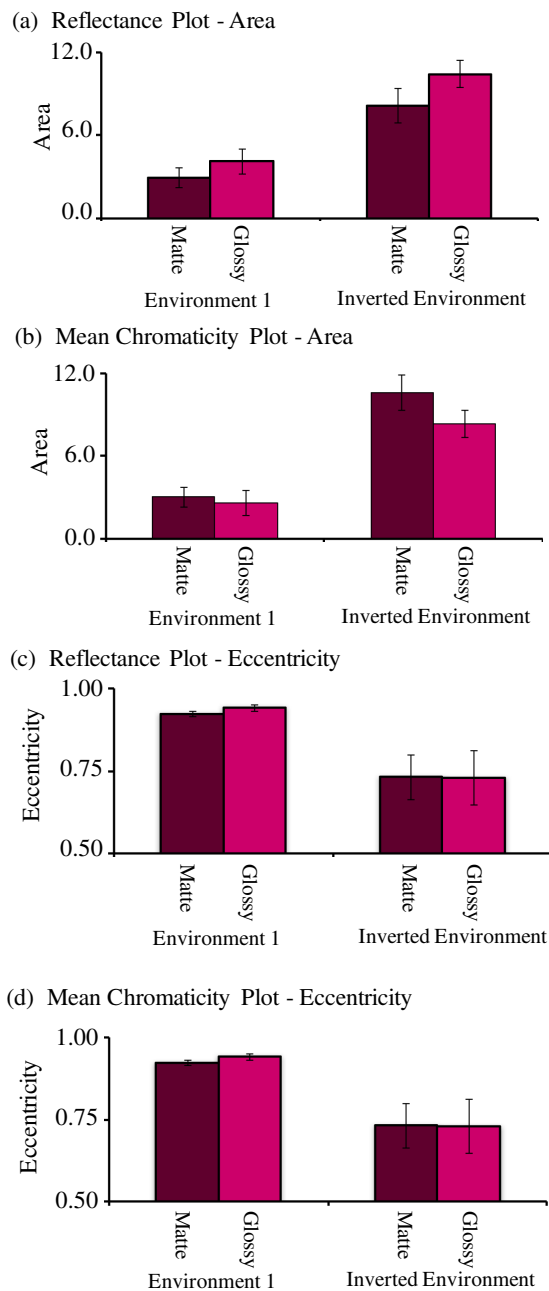 (a) Reflectance Plot - Area
12.0
6.0
0.0
Area
Matte
Glossy
Matte
Glossy
Environment 1
Inverted Environment
(b) Mean Chromaticity Plot - Area
12.0
6.0
0.0
Area
Matte
Glossy
Matte
Glossy
Environment 1
Inverted Environment
(c) Reflectance Plot - Eccentricity
1.00
0.75
0.50
Eccentricity
Matte
Glossy
Matte
Glossy
Environment 1
Inverted Environment
(d) Mean Chromaticity Plot - Eccentricity
1.00
0.75
0.50
Eccentricity
Matte
Glossy
Matte
Glossy
Environment 1
Inverted Environment